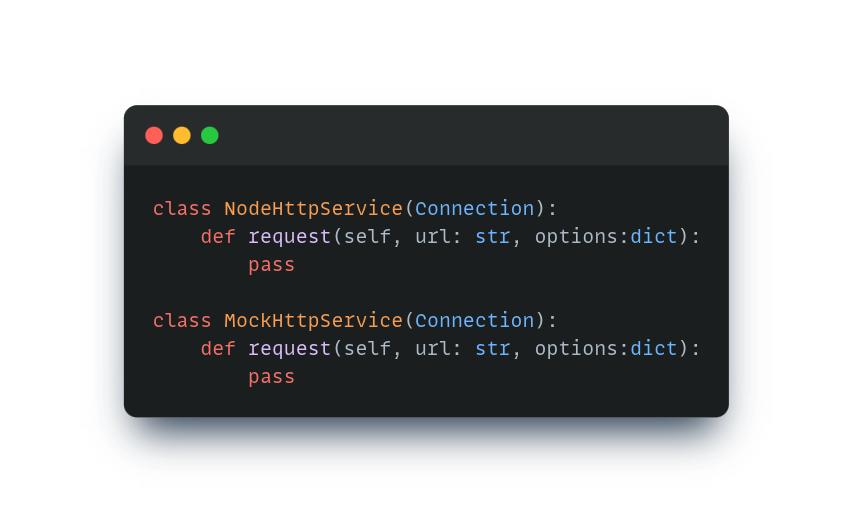 class NodeHttpService(Connection):
    def request(self, url: str, options:dict):
        pass

class MockHttpService(Connection):
    def request(self, url: str, options:dict):
        pass